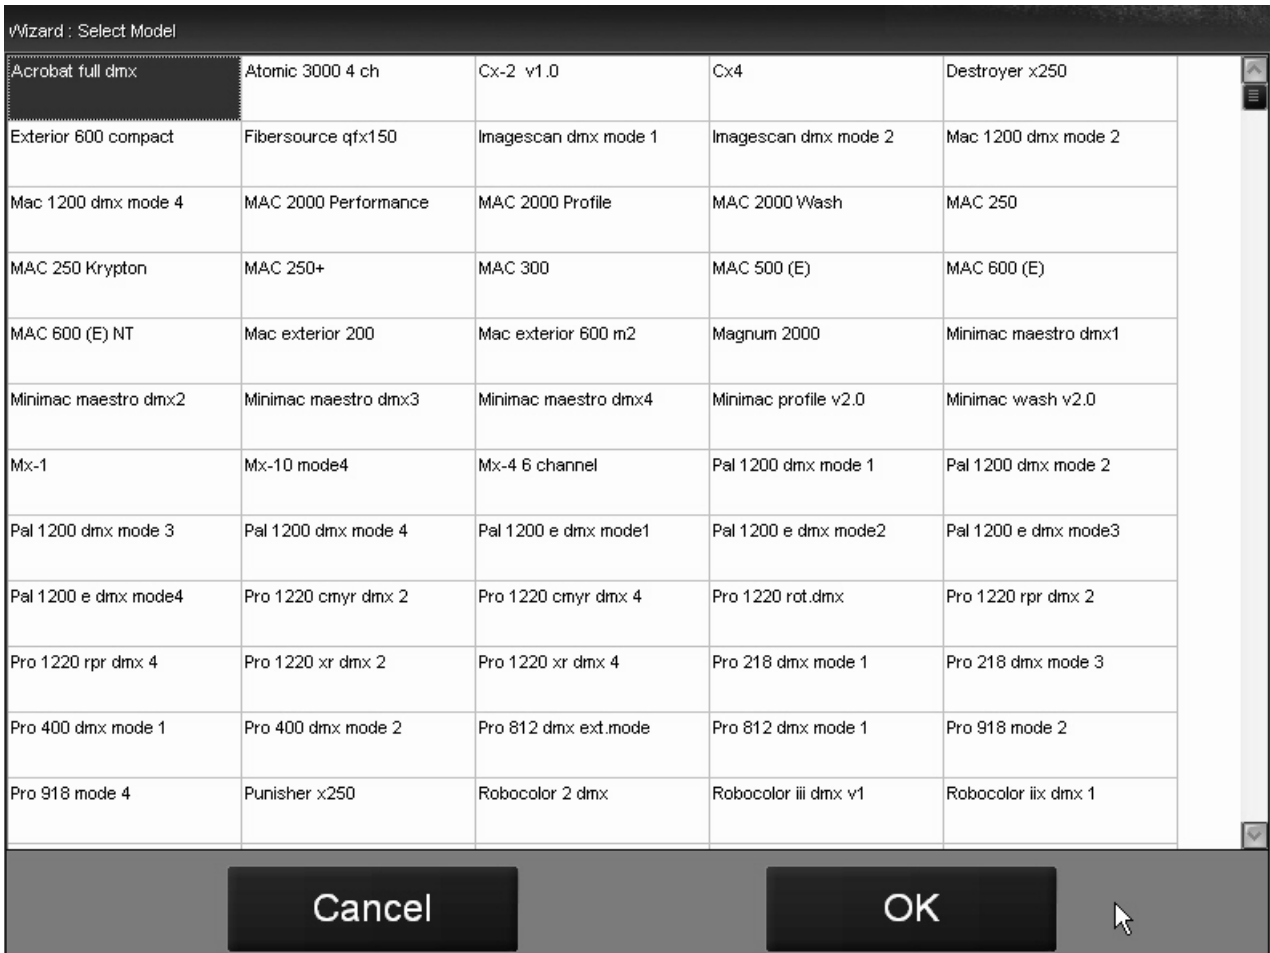 Wizard : Select Model
Acrobat full dmx Atomic 3000 4 ch Cx-2 v1.0 Cx4 Destroyer x250
Exterior 600 compact Fibersource qfx150 Imagescan dmx mode 1 Imagescan dmx mode 2 Mac 1200 dmx mode 2
Mac 1200 dmx mode 4 MAC 2000 Performance MAC 2000 Profile MAC 2000 Wash MAC 250
MAC 250 Krypton MAC 250+ MAC 300 MAC 500 (E) MAC 600 (E)
MAC 600 (E) NT Mac exterior 200 Mac exterior 600 m2 Magnum 2000 Minimac maestro dmx1
Minimac maestro dmx2 Minimac maestro dmx3 Minimac maestro dmx4 Minimac profile v2.0 Minimac wash v2.0
Mx-1 Mx-10 mode4 Mx-4 6 channel Pal 1200 dmx mode 1 Pal 1200 dmx mode 2
Pal 1200 dmx mode 3 Pal 1200 dmx mode 4 Pal 1200 e dmx mode1 Pal 1200 e dmx mode2 Pal 1200 e dmx mode3
Pal 1200 e dmx mode4 Pro 1220 cmyr dmx 2 Pro 1220 cmyr dmx 4 Pro 1220 rot.dmx Pro 1220 rpr dmx 2
Pro 1220 rpr dmx 4 Pro 1220 xr dmx 2 Pro 1220 xr dmx 4 Pro 218 dmx mode 1 Pro 218 dmx mode 3
Pro 400 dmx mode 1 Pro 400 dmx mode 2 Pro 812 dmx ext.mode Pro 812 dmx mode 1 Pro 918 mode 2
Pro 918 mode 4 Punisher x250 Robocolor 2 dmx Robocolor iii dmx v1 Robocolor iix dmx 1
Cancel OK